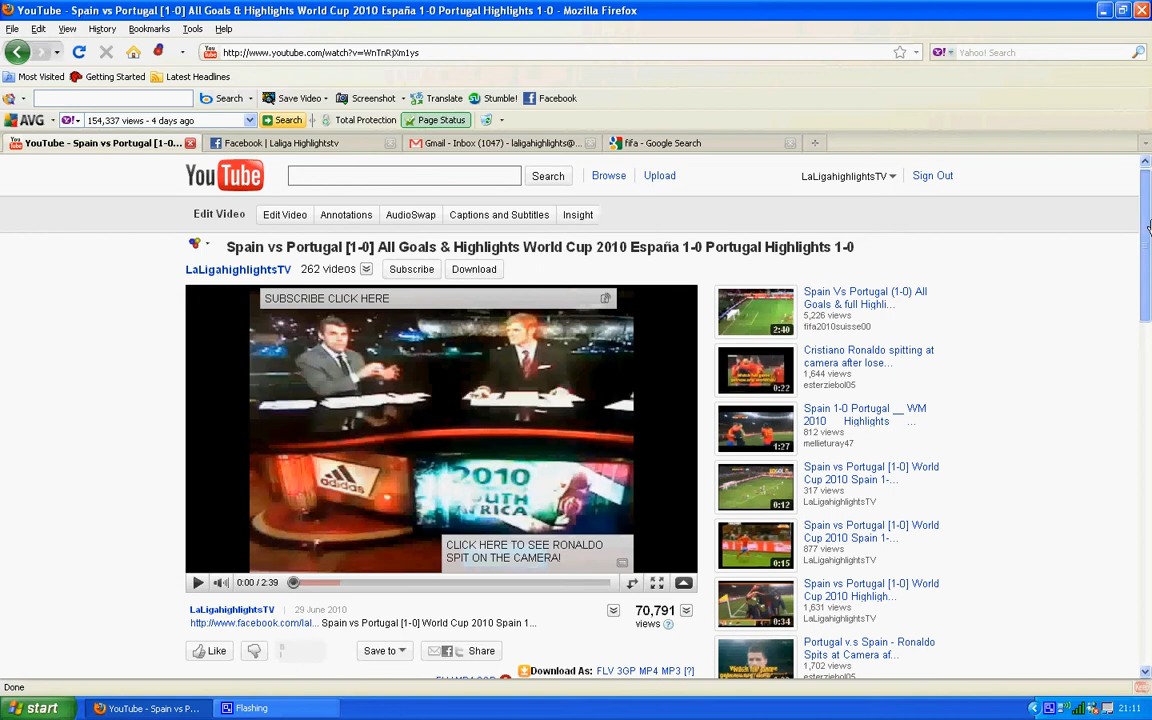 YouTube - Spain vs Portugal [1-0] All Goals & Highlights World Cup 2010 España 1-0 Portugal Highlights 1-0 - Mozilla Firefox
File Edit View History Bookmarks Tools Help
http://www.youtube.com/watch?v=WnTnRjXm1ys
Yahoo! Search
Most Visited Getting Started Latest Headlines
Search Save Video Screenshot Translate Stumble! Facebook
AVG Y! 154,337 views - 4 days ago Search Total Protection Page Status
YouTube - Spain vs Portugal [1-0... Facebook | Laliga Highlightstv Gmail - Inbox (1047) - laligahighlights@... fifa - Google Search
YouTube Search Browse Upload LaLigahighlightsTV Sign Out
Edit Video Edit Video Annotations AudioSwap Captions and Subtitles Insight
Spain vs Portugal [1-0] All Goals & Highlights World Cup 2010 España 1-0 Portugal Highlights 1-0
LaLigahighlightsTV 262 videos Subscribe Download
SUBSCRIBE CLICK HERE
adidas
2010
SOUTH
AFRICA
CLICK HERE TO SEE RONALDO
SPIT ON THE CAMERA!
0:00 / 2:39
LaLigahighlightsTV 29 June 2010 70,791
http://www.facebook.com/lal... Spain vs Portugal [1-0] World Cup 2010 Spain 1... views
Like Save to Share
Download As: FLV 3GP MP4 MP3 [?]
Spain Vs Portugal (1-0) All
Goals & full Highli...
5,226 views
fifa2010suisse00
2:40
Cristiano Ronaldo spitting at
camera after lose...
1,644 views
esterziebol05
0:22
Spain 1-0 Portugal __ WM
2010 Highlights ...
812 views
mellieturay47
1:27
Spain vs Portugal [1-0] World
Cup 2010 Spain 1-...
317 views
LaLigahighlightsTV
0:12
Spain vs Portugal [1-0] World
Cup 2010 Spain 1-...
877 views
LaLigahighlightsTV
0:15
Spain vs Portugal [1-0] World
Cup 2010 Highligh...
1,631 views
LaLigahighlightsTV
0:34
Portugal v.s Spain - Ronaldo
Spits at Camera af...
1,702 views
esterziebol05
Done
start YouTube - Spain vs P... Flashing 21:11